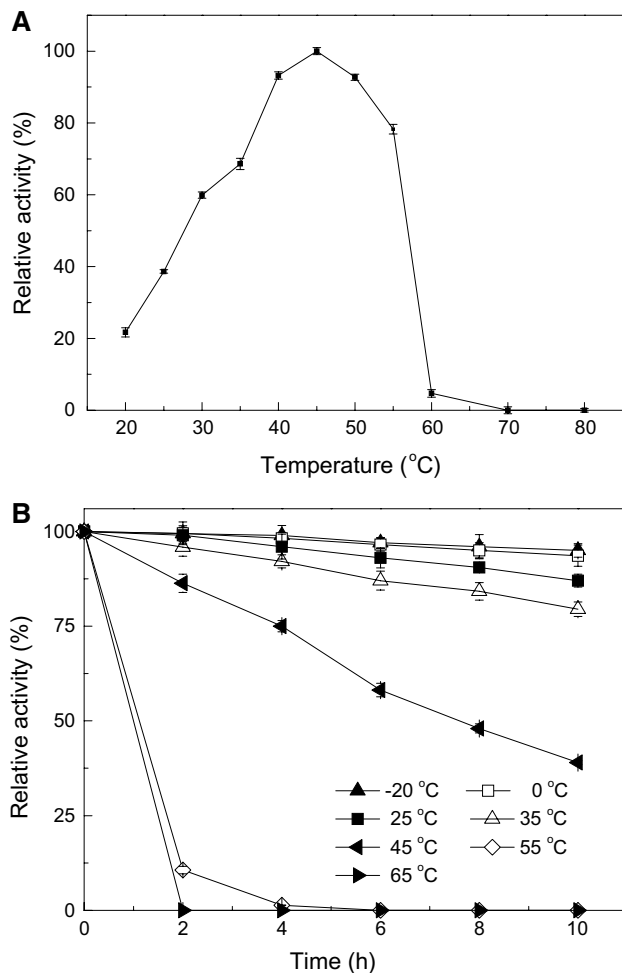 A
Relative activity (%)
100
80
60
40
20
0
20 30 40 50 60 70 80
Temperature (°C)
B
Relative activity (%)
100
75
50
25
0
-20 °C 0 °C
25 °C 35 °C
45 °C 55 °C
65 °C
0 2 4 6 8 10
Time (h)